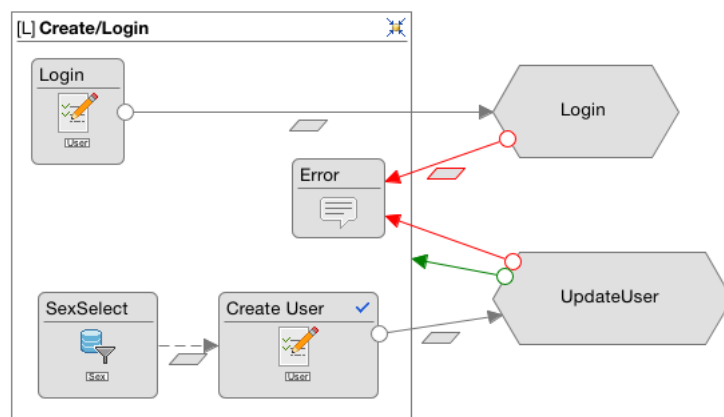 [L] Create/Login
Login
User
Login
Error
SexSelect
Sex
Create User
User
UpdateUser